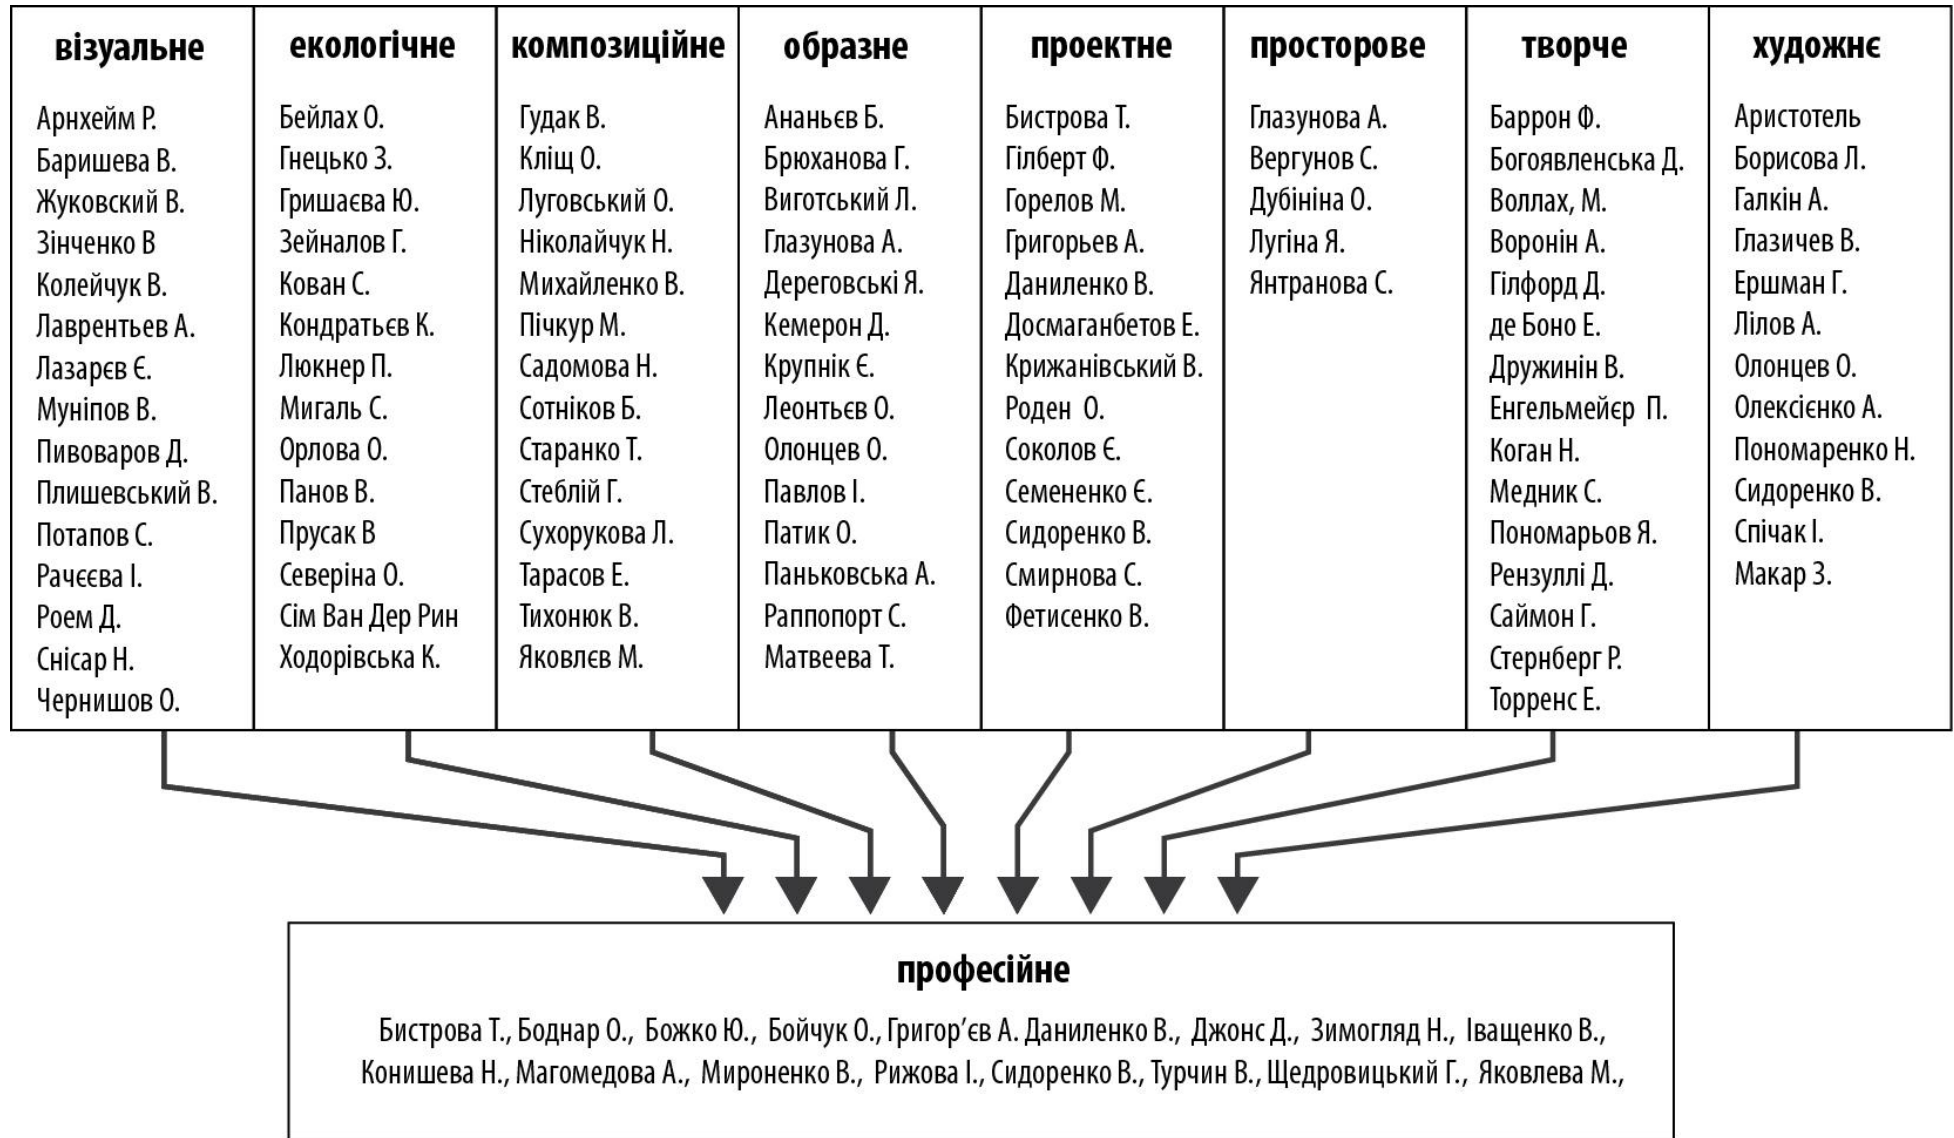 візуальне
Арнхейм Р.
Баришева В.
Жуковский В.
Зінченко В
Колейчук В.
Лаврентьев А.
Лазарєв Є.
Муніпов В.
Пивоваров Д.
Плишевський В.
Потапов С.
Рачєєва І.
Роем Д.
Снісар Н.
Чернишов О.
екологічне
Бейлах О.
Гнецько З.
Гришаєва Ю.
Зейналов Г.
Кован С.
Кондратьєв К.
Люкнер П.
Мигаль С.
Орлова О.
Панов В.
Прусак В
Северіна О.
Сім Ван Дер Рин
Ходорівська К.
композиційне
Гудак В.
Кліщ О.
Луговський О.
Ніколайчук Н.
Михайленко В.
Пічкур М.
Садомова Н.
Сотніков Б.
Старанко Т.
Стеблій Г.
Сухорукова Л.
Тарасов Е.
Тихонюк В.
Яковлєв М.
образне
Ананьєв Б.
Брюханова Г.
Виготський Л.
Глазунова А.
Дереговські Я.
Кемерон Д.
Крупнік Є.
Леонтьєв О.
Олонцев О.
Павлов І.
Патик О.
Паньковська А.
Раппопорт С.
Матвеева Т.
проектне
Бистрова Т.
Гілберт Ф.
Горелов М.
Григорьев А.
Даниленко В.
Досмаганбетов Е.
Крижанівський В.
Роден О.
Соколов Є.
Семененко Є.
Сидоренко В.
Смирнова С.
Фетисенко В.
просторове
Глазунова А.
Вергунов С.
Дубініна О.
Лугіна Я.
Янтранова С.
творче
Баррон Ф.
Богоявленська Д.
Воллах, М.
Воронін А.
Гілфорд Д.
де Боно Е.
Дружинін В.
Енгельмейєр П.
Коган Н.
Медник С.
Пономарьов Я.
Рензуллі Д.
Саймон Г.
Стернберг Р.
Торренс Е.
художнє
Аристотель
Борисова Л.
Галкін А.
Глазичев В.
Ершман Г.
Лілов А.
Олонцев О.
Олексієнко А.
Пономаренко Н.
Сидоренко В.
Спічак І.
Макар З.
професійне
Бистрова Т., Боднар О., Божко Ю., Бойчук О., Григор'єв А. Даниленко В., Джонс Д., Зимогляд Н., Іващенко В.,
Конишева Н., Магомедова А., Мироненко В., Рижова І., Сидоренко В., Турчин В., Щедровицький Г., Яковлева М.,